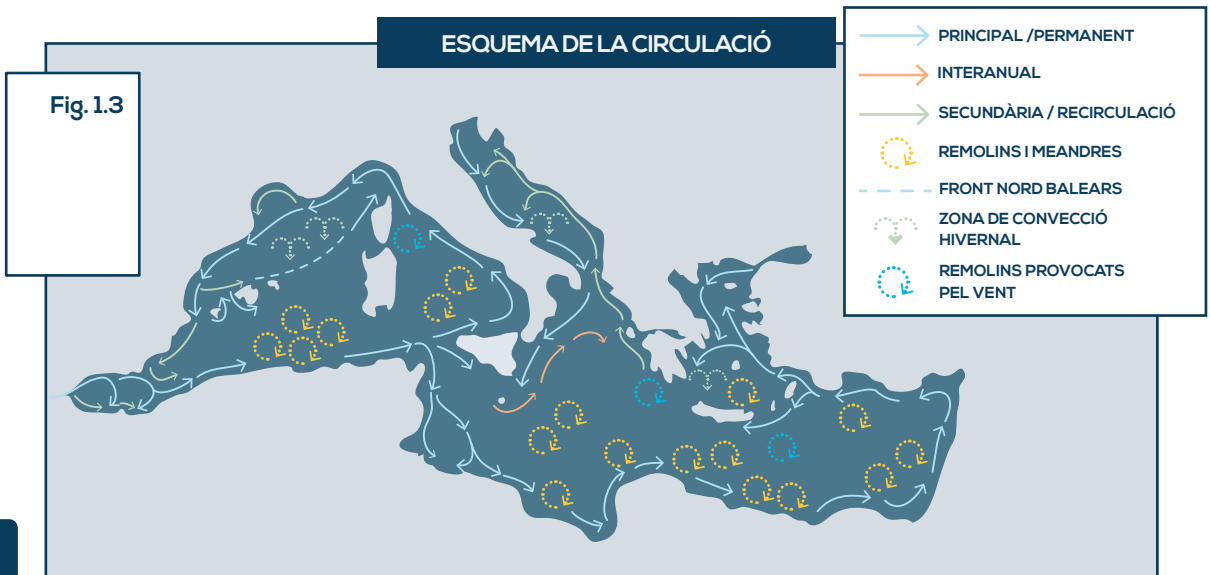 ESQUEMA DE LA CIRCULACIÓ
Fig. 1.3
PRINCIPAL /PERMANENT
INTERANUAL
SECUNDÀRIA / RECIRCULACIÓ
REMOLINS I MEANDRES
FRONT NORD BALEARS
ZONA DE CONVECCIÓ
HIVERNAL
REMOLINS PROVOCATS
PEL VENT